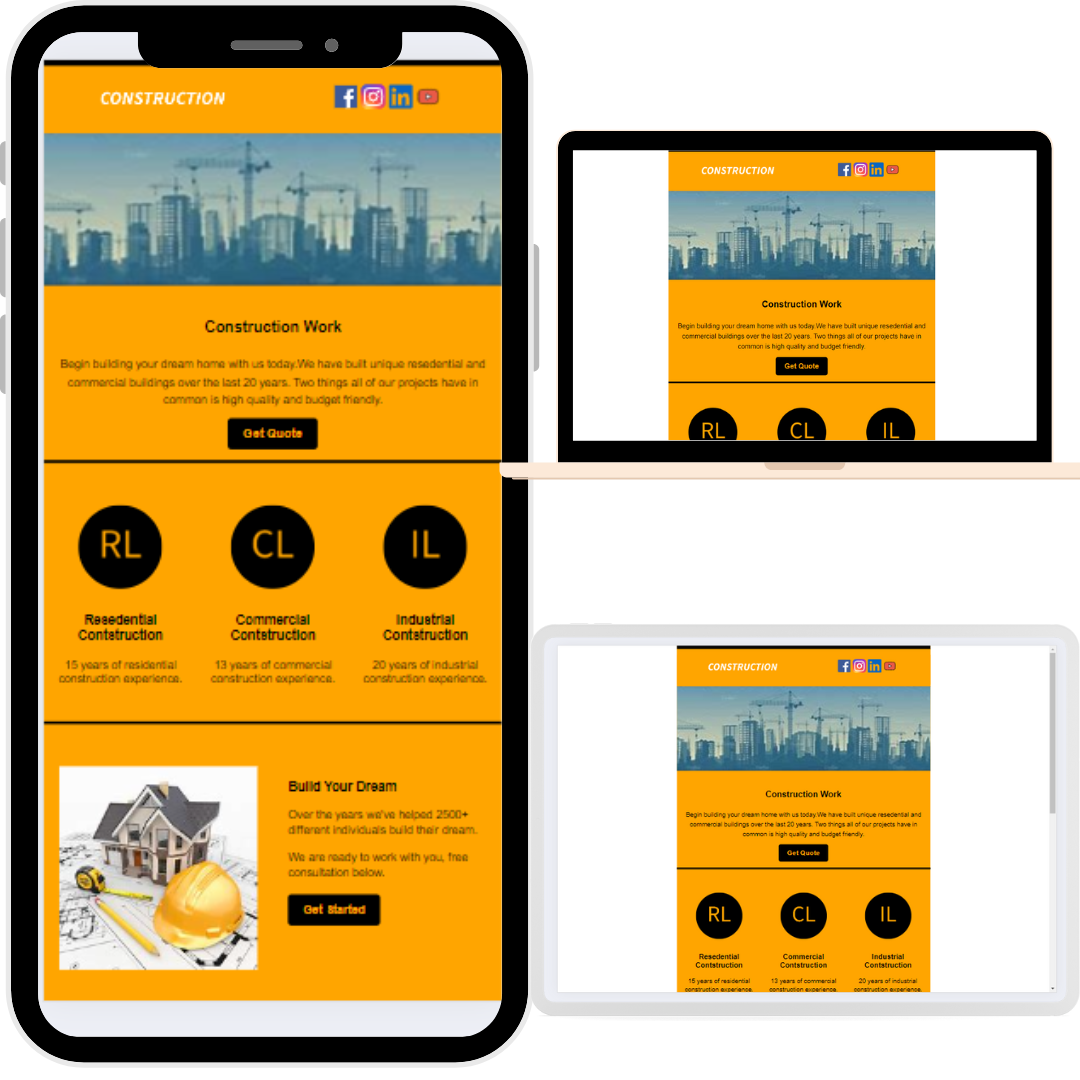 CONSTRUCTION
Construction Work
Begin building your dream home with us today.We have built unique resedential and
commercial buildings over the last 20 years. Two things all of our projects have in
common is high quality and budget friendly.
Get Quote
RL CL IL
Resedential Commercial Industrial
Contstruction Contstruction Contstruction
15 years of residential 13 years of commercial 20 years of industrial
construction experience. construction experience. construction experience.
Build Your Dream
Over the years we've helped 2500+
different individuals build their dream.
We are ready to work with you, free
consultation below.
Get Started
CONSTRUCTION
Construction Work
Begin building your dream home with us today.We have built unique resedential and
commercial buildings over the last 20 years. Two things all of our projects have in
common is high quality and budget friendly.
Get Quote
RL CL IL
CONSTRUCTION
Construction Work
Begin building your dream home with us today.We have built unique resedential and
commercial buildings over the last 20 years. Two things all of our projects have in
common is high quality and budget friendly.
Get Quote
RL CL IL
Resedential Commercial Industrial
Contstruction Contstruction Contstruction
15 years of residential 13 years of commercial 20 years of industrial
construction experience. construction experience. construction experience.